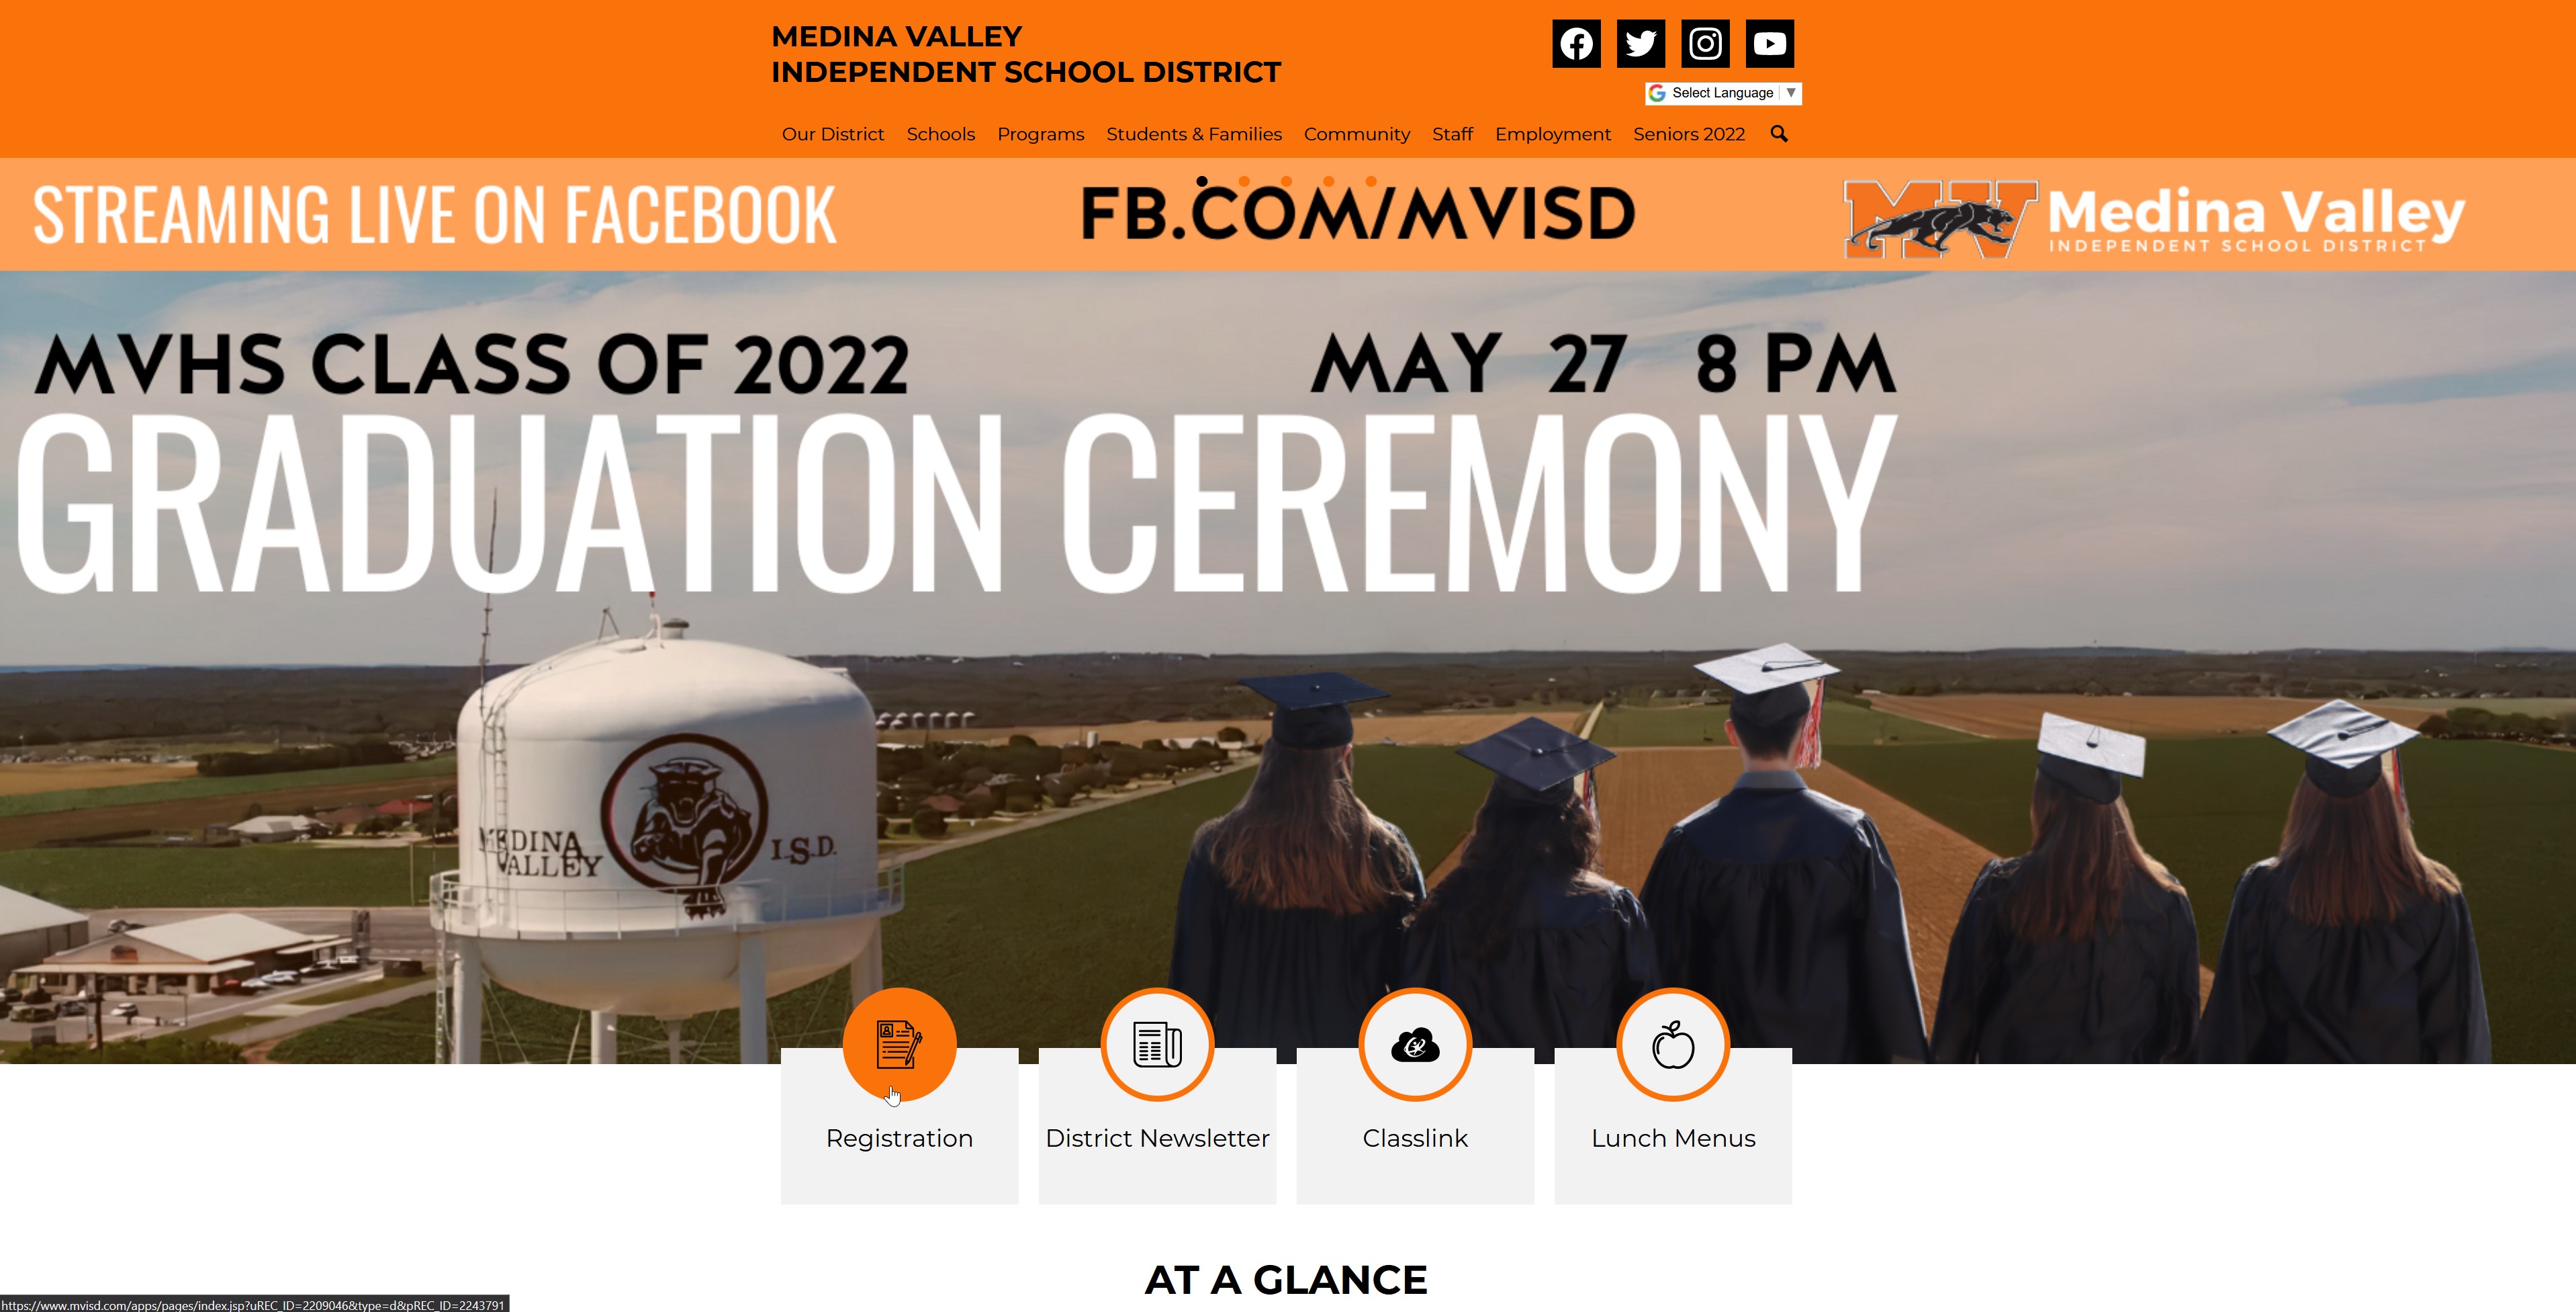 MEDINA VALLEY
INDEPENDENT SCHOOL DISTRICT
Select Language ▼
Our District Schools Programs Students & Families Community Staff Employment Seniors 2022
STREAMING LIVE ON FACEBOOK FB.COM/MVISD MV Medina Valley
INDEPENDENT SCHOOL DISTRICT
MVHS CLASS OF 2022 MAY 27 8 PM
GRADUATION CEREMONY
MEDINA
VALLEY I.S.D.
Registration District Newsletter Classlink Lunch Menus
AT A GLANCE
https://www.mvisd.com/apps/pages/index.jsp?uREC_ID=2209046&type=d&pREC_ID=2243791